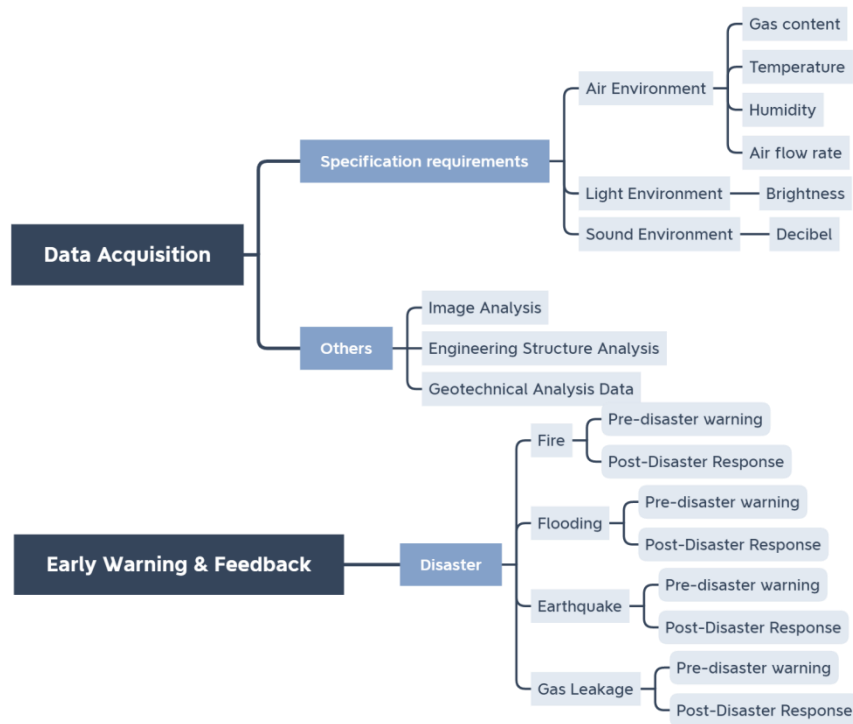 Data Acquisition
Specification requirements
Air Environment
Gas content
Temperature
Humidity
Air flow rate
Light Environment
Brightness
Sound Environment
Decibel
Others
Image Analysis
Engineering Structure Analysis
Geotechnical Analysis Data
Early Warning & Feedback
Disaster
Fire
Pre-disaster warning
Post-Disaster Response
Flooding
Pre-disaster warning
Post-Disaster Response
Earthquake
Pre-disaster warning
Post-Disaster Response
Gas Leakage
Pre-disaster warning
Post-Disaster Response